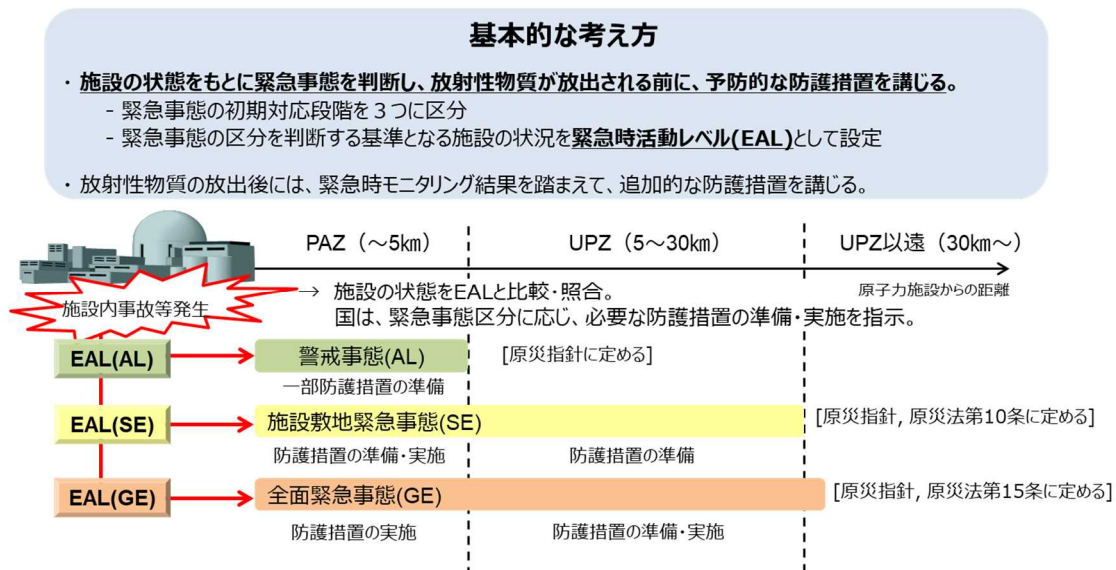 基本的な考え方
・ 施設の状態をもとに緊急事態を判断し、放射性物質が放出される前に、予防的な防護措置を講じる。
- 緊急事態の初期対応段階を３つに区分
- 緊急事態の区分を判断する基準となる施設の状況を緊急時活動レベル(EAL)として設定
・ 放射性物質の放出後には、緊急時モニタリング結果を踏まえて、追加的な防護措置を講じる。
PAZ（～5㎞）
UPZ（5～30㎞）
UPZ以遠（30㎞～）
原子力施設からの距離
施設内事故等発生
→ 施設の状態をEALと比較・照合。
国は、緊急事態区分に応じ、必要な防護措置の準備・実施を指示。
EAL(AL)
警戒事態(AL)
[原災指針に定める]
一部防護措置の準備
EAL(SE)
施設敷地緊急事態(SE)
[原災指針, 原災法第10条に定める]
防護措置の準備・実施
防護措置の準備
EAL(GE)
全面緊急事態(GE)
[原災指針, 原災法第15条に定める]
防護措置の実施
防護措置の準備・実施